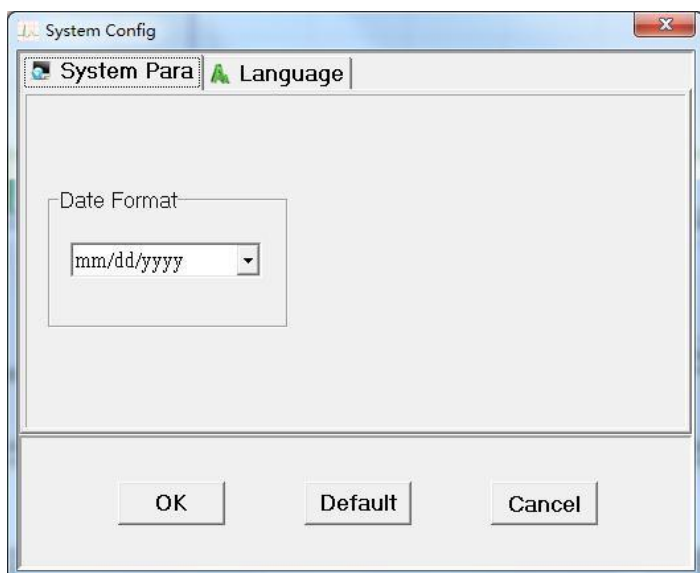 System Config
System Para Language
Date Format
mm/dd/yyyy
OK Default Cancel